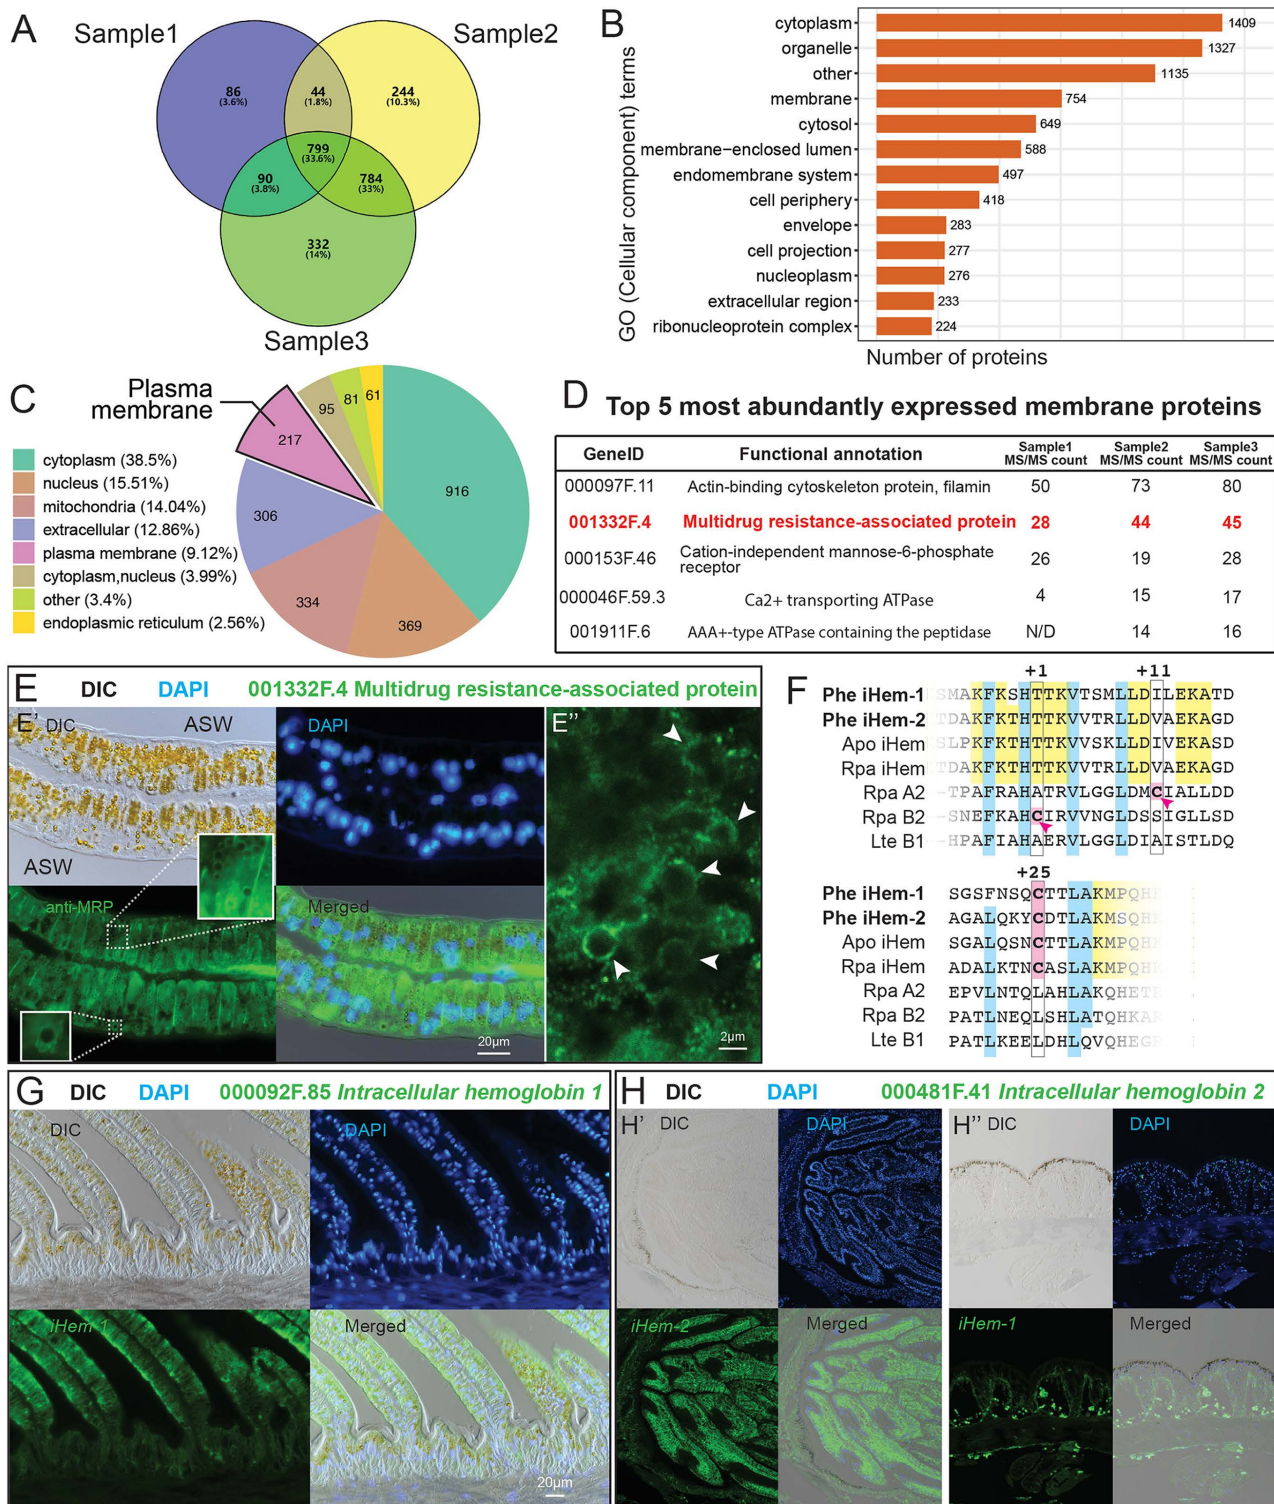 A
Sample1
Sample2
86
(3.6%)
44
(1.8%)
244
(10.3%)
799
(33.6%)
90
(3.8%)
784
(33%)
332
(14%)
Sample3
B
GO (Cellular component) terms
cytoplasm 1409
organelle 1327
other 1135
membrane 754
cytosol 649
membrane-enclosed lumen 588
endomembrane system 497
cell periphery 418
envelope 283
cell projection 277
nucleoplasm 276
extracellular region 233
ribonucleoprotein complex 224
Number of proteins
C
Plasma
membrane
cytoplasm (38.5%)
nucleus (15.51%)
mitochondria (14.04%)
extracellular (12.86%)
plasma membrane (9.12%)
cytoplasm,nucleus (3.99%)
other (3.4%)
endoplasmic reticulum (2.56%)
916
369
334
306
217
95
81
61
D Top 5 most abundantly expressed membrane proteins
GeneID Functional annotation Sample1 MS/MS count Sample2 MS/MS count Sample3 MS/MS count
000097F.11 Actin-binding cytoskeleton protein, filamin 50 73 80
001332F.4 Multidrug resistance-associated protein 28 44 45
000153F.46 Cation-independent mannose-6-phosphate receptor 26 19 28
000046F.59.3 Ca2+ transporting ATPase 4 15 17
001911F.6 AAA+-type ATPase containing the peptidase N/D 14 16
E DIC DAPI 001332F.4 Multidrug resistance-associated protein
E' DIC
ASW
ASW
DAPI
E"
anti-MRP
Merged
20µm
2µm
F
+1 +11
Phe iHem-1 SMAKFKSHTTKVTSMLLDILEKATD
Phe iHem-2 TDAKFKTHTTKVVTRLLDVAEKAGD
Apo iHem SLPKFKTHTTKVVSKLLDIVEKASD
Rpa iHem TDAKFKTHTTKVVTRLLDVAEKAGD
Rpa A2 -TPAFRAHATRVLGGLDMCIALLDD
Rpa B2 -SNEFKAHCIRVVNGLDSSIGLLSD
Lte B1 -HPAFIAHAERVLGGLDIAISTLDQ
+25
Phe iHem-1 SGSFNSQCTTLAKMPQH
Phe iHem-2 AGALQKYCDTLAKMSQH
Apo iHem SGALQSNCTTLAKMPQH
Rpa iHem ADALKTNCASLAKMPQH
Rpa A2 EPVLNTQLAHLAKQHET
Rpa B2 PATLNEQLSHLATQHKA
Lte B1 PATLKEELDHLQVQHEG
G DIC DAPI 000092F.85 Intracellular hemoglobin 1
DIC
DAPI
iHem-1
Merged
20µm
H DIC DAPI 000481F.41 Intracellular hemoglobin 2
H' DIC
DAPI
H" DIC
DAPI
iHem-2
Merged
iHem-1
Merged